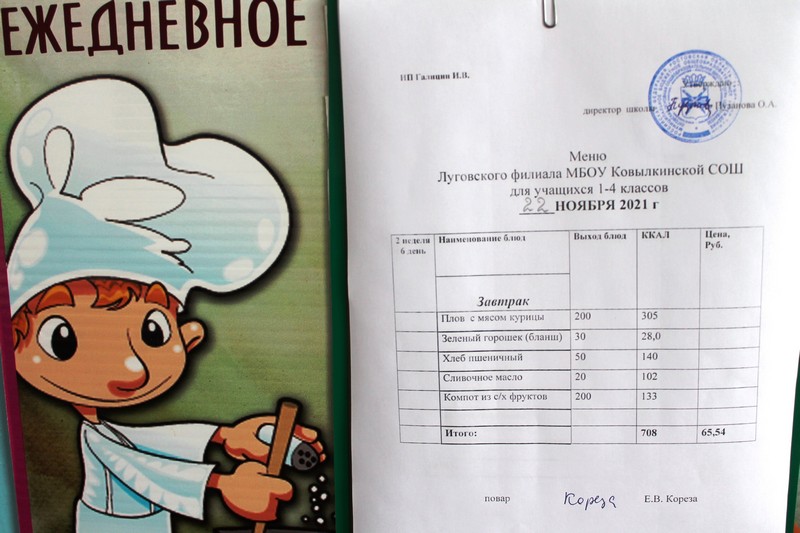 ЕЖЕДНЕВНОЕ
ИП Галицин И.В.
Утверждаю
директор школы Пузанова О.А.
Меню
Луговского филиала МБОУ Ковылкинской СОШ
для учащихся 1-4 классов
22 НОЯБРЯ 2021 г
2 неделя 6 день Наименование блюд Выход блюд ККАЛ Цена, Руб.
Завтрак
Плов с мясом курицы 200 305
Зеленый горошек (бланш) 30 28,0
Хлеб пшеничный 50 140
Сливочное масло 20 102
Компот из с/х фруктов 200 133
Итого: 708 65,54
повар Кореза Е.В. Кореза